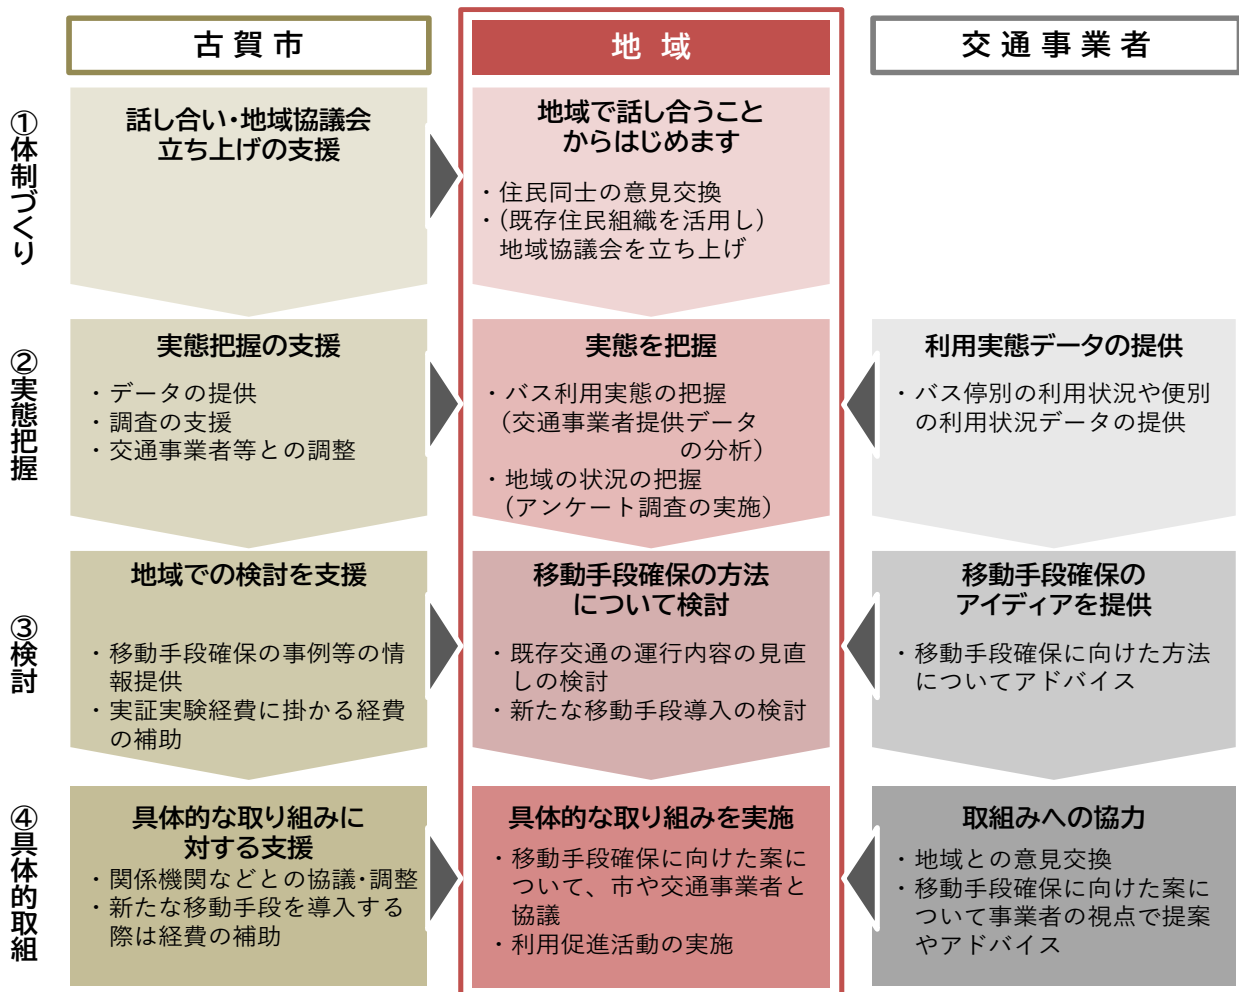 古賀市
地域
交通事業者
①体制づくり
話し合い・地域協議会
立ち上げの支援
地域で話し合うこと
からはじめます
・住民同士の意見交換
・(既存住民組織を活用し)
地域協議会を立ち上げ
②実態把握
実態把握の支援
・データの提供
・調査の支援
・交通事業者等との調整
実態を把握
・バス利用実態の把握
(交通事業者提供データ
の分析)
・地域の状況の把握
(アンケート調査の実施)
利用実態データの提供
・バス停別の利用状況や便別
の利用状況データの提供
③検討
地域での検討を支援
・移動手段確保の事例等の情
報提供
・実証実験経費に掛かる経費
の補助
移動手段確保の方法
について検討
・既存交通の運行内容の見直
しの検討
・新たな移動手段導入の検討
移動手段確保の
アイディアを提供
・移動手段確保に向けた方法
についてアドバイス
④具体的取組
具体的な取り組みに
対する支援
・関係機関などとの協議・調整
・新たな移動手段を導入する
際は経費の補助
具体的な取り組みを実施
・移動手段確保に向けた案に
ついて、市や交通事業者と
協議
・利用促進活動の実施
取組みへの協力
・地域との意見交換
・移動手段確保に向けた案に
ついて事業者の視点で提案
やアドバイス